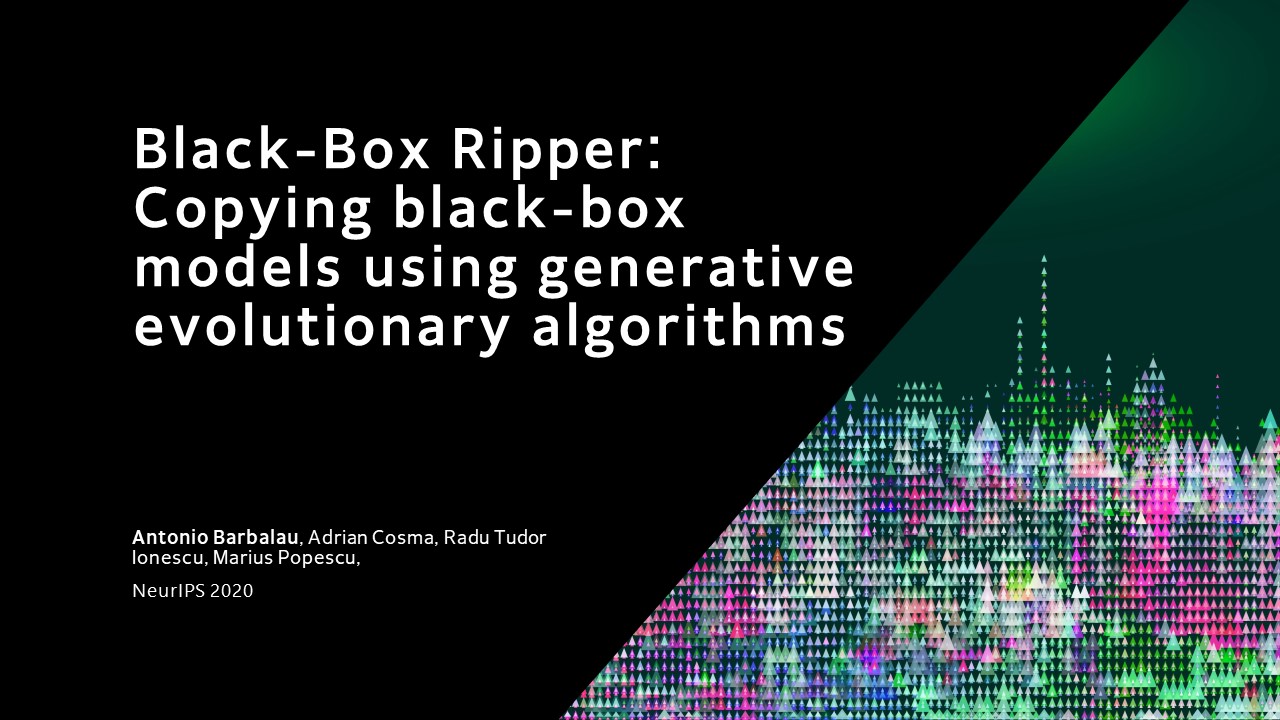 Black-Box Ripper:
Copying black-box
models using generative
evolutionary algorithms
Antonio Barbalau, Adrian Cosma, Radu Tudor
Ionescu, Marius Popescu,
NeurIPS 2020